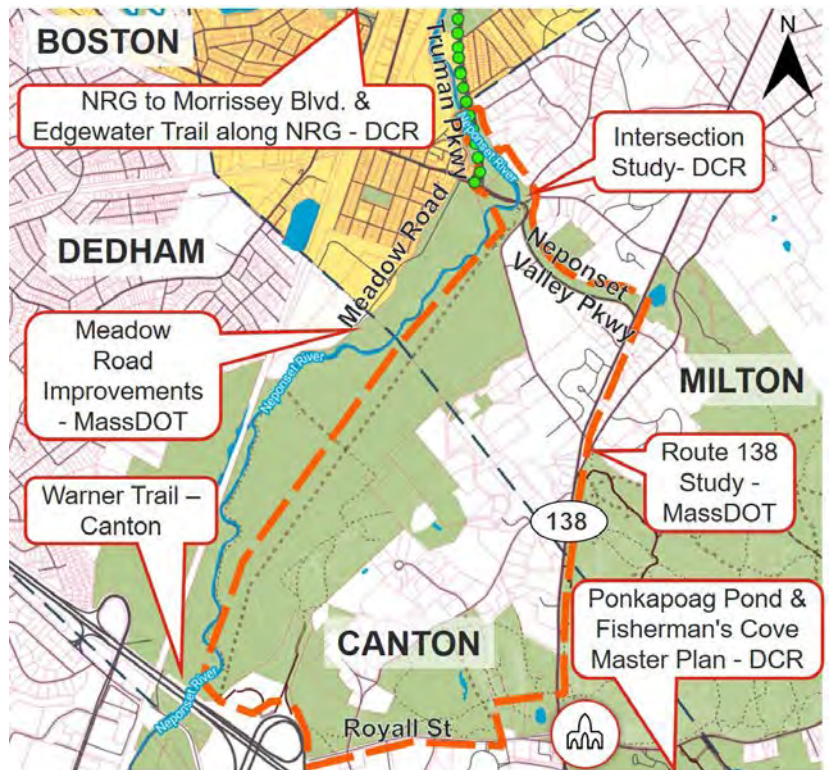 BOSTON
N
NRG to Morrissey Blvd. &
Edgewater Trail along NRG - DCR
Truman Pkwy
Neponset River
Intersection
Study- DCR
DEDHAM
Meadow Road
Neponset
Valley Pkwy
Meadow
Road
Improvements
- MassDOT
Neponset River
MILTON
Warner Trail –
Canton
Route 138
Study -
MassDOT
138
CANTON
Ponkapoag Pond &
Fisherman's Cove
Master Plan - DCR
Neponset River
Royall St